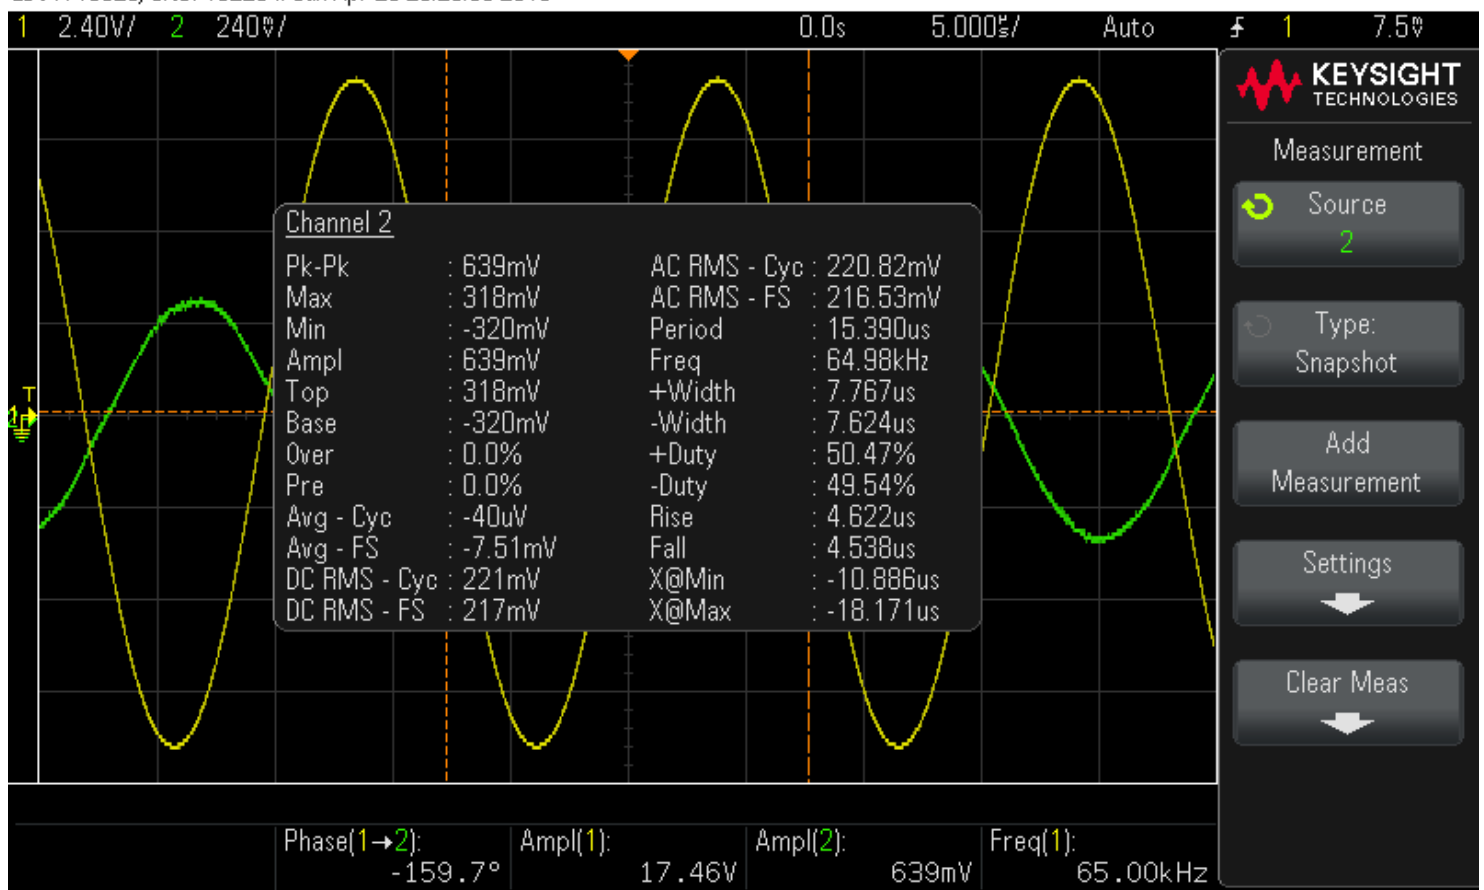 1 2.40V/ 2 240mV/ 0.0s 5.000us/ Auto 1 7.5V
KEYSIGHT
TECHNOLOGIES
Measurement
Source
2
Type:
Snapshot
Add
Measurement
Settings
Clear Meas
T
Channel 2
Pk-Pk : 639mV AC RMS - Cyc : 220.82mV
Max : 318mV AC RMS - FS : 216.53mV
Min : -320mV Period : 15.390us
Ampl : 639mV Freq : 64.98kHz
Top : 318mV +Width : 7.767us
Base : -320mV -Width : 7.624us
Over : 0.0% +Duty : 50.47%
Pre : 0.0% -Duty : 49.54%
Avg - Cyc : -40uV Rise : 4.622us
Avg - FS : -7.51mV Fall : 4.538us
DC RMS - Cyc : 221mV X@Min : -10.886us
DC RMS - FS : 217mV X@Max : -18.171us
Phase(1→2): Ampl(1): Ampl(2): Freq(1):
-159.7° 17.46V 639mV 65.00kHz